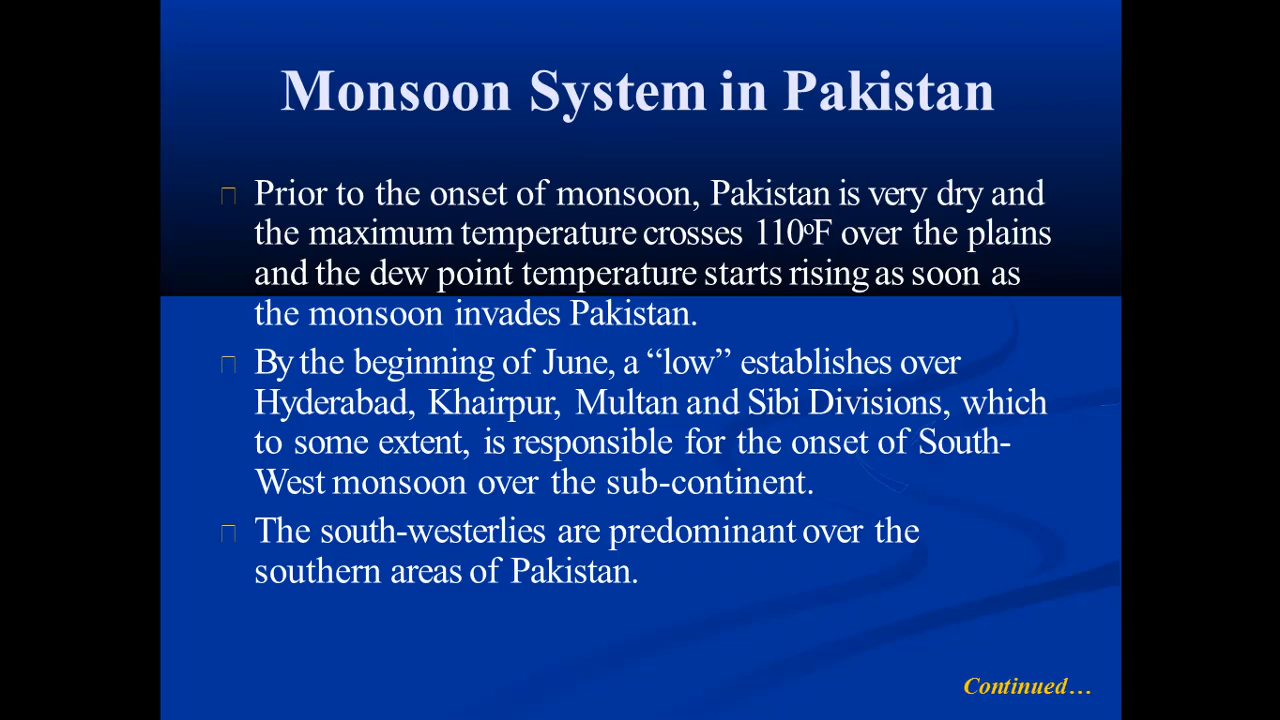 Monsoon System in Pakistan
Prior to the onset of monsoon, Pakistan is very dry and
the maximum temperature crosses 110ºF over the plains
and the dew point temperature starts rising as soon as
the monsoon invades Pakistan.
By the beginning of June, a “low” establishes over
Hyderabad, Khairpur, Multan and Sibi Divisions, which
to some extent, is responsible for the onset of South-
West monsoon over the sub-continent.
The south-westerlies are predominant over the
southern areas of Pakistan.
Continued…